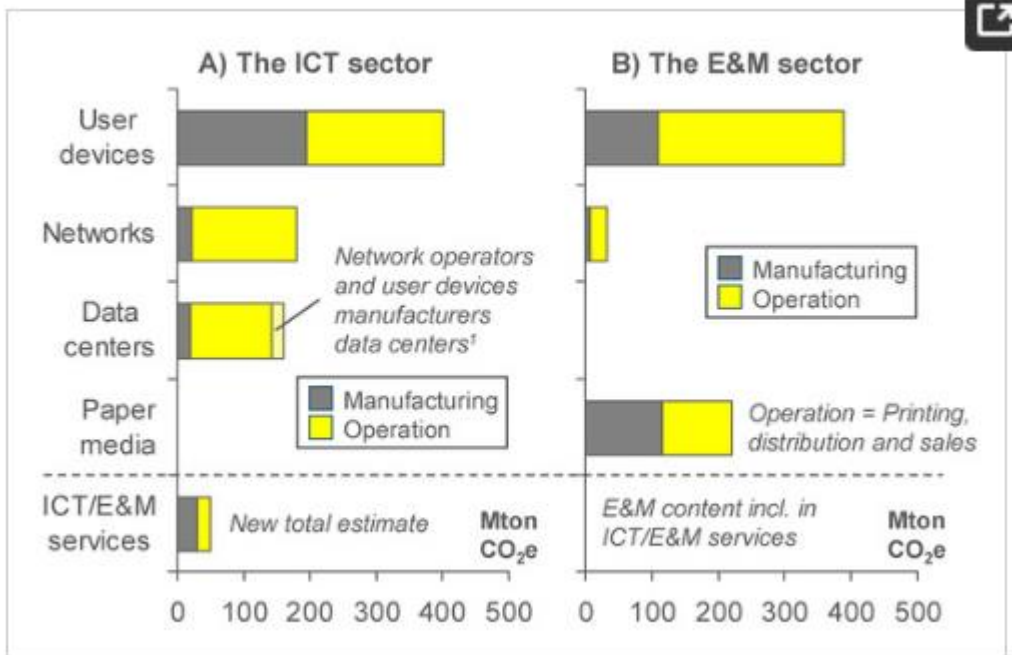 A) The ICT sector
B) The E&M sector
User
devices
Networks
Data
centers
Paper
media
ICT/E&M
services
Network operators
and user devices
manufacturers
data centers¹
Manufacturing
Operation
New total estimate
Mton
CO₂e
0 100 200 300 400 500
Manufacturing
Operation
Operation = Printing,
distribution and sales
E&M content incl. in
ICT/E&M services
Mton
CO₂e
0 100 200 300 400 500